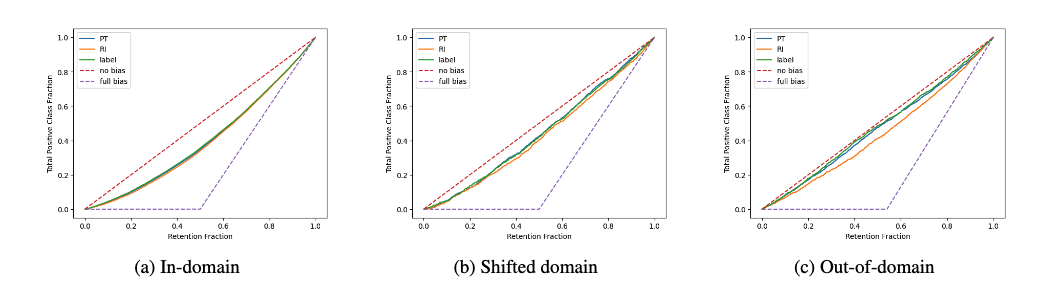 PT
RI
label
no bias
full bias
Total Positive Class Fraction
1.0
0.8
0.6
0.4
0.2
0.0
0.0 0.2 0.4 0.6 0.8 1.0
Retention Fraction
(a) In-domain
PT
RI
label
no bias
full bias
Total Positive Class Fraction
1.0
0.8
0.6
0.4
0.2
0.0
0.0 0.2 0.4 0.6 0.8 1.0
Retention Fraction
(b) Shifted domain
PT
RI
label
no bias
full bias
Total Positive Class Fraction
1.0
0.8
0.6
0.4
0.2
0.0
0.0 0.2 0.4 0.6 0.8 1.0
Retention Fraction
(c) Out-of-domain